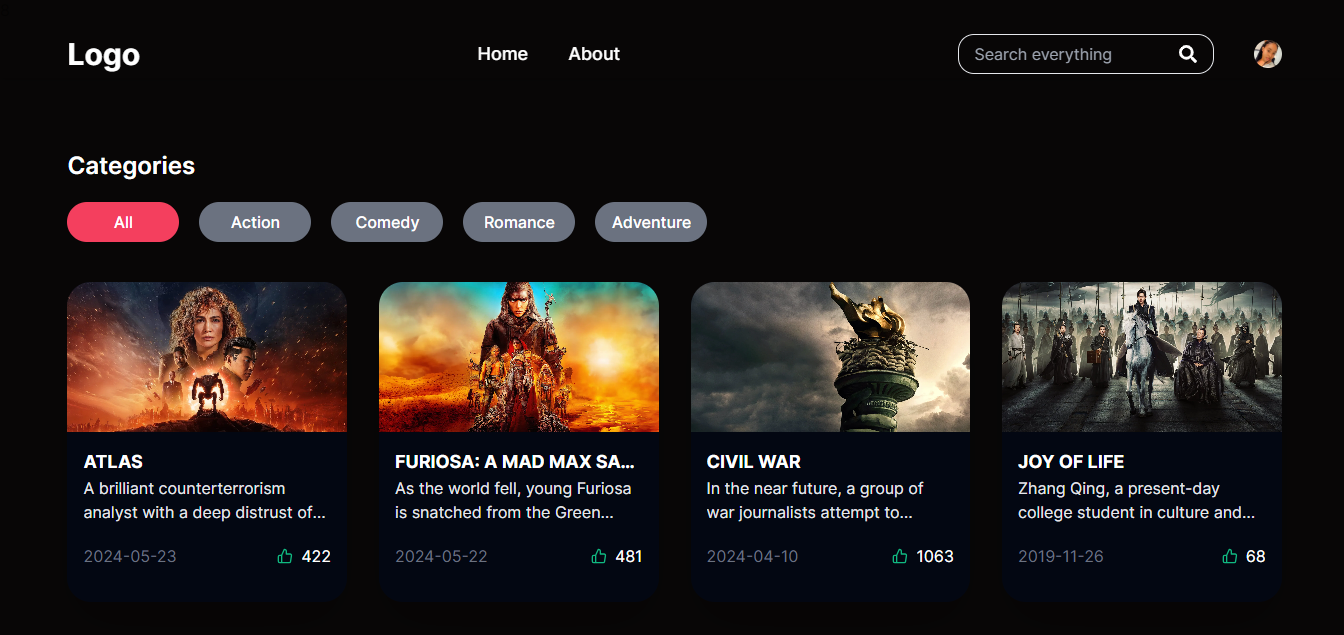 Logo
Home
About
Search everything
Categories
All
Action
Comedy
Romance
Adventure
ATLAS
A brilliant counterterrorism
analyst with a deep distrust of...
2024-05-23
422
FURIOSA: A MAD MAX SA...
As the world fell, young Furiosa
is snatched from the Green...
2024-05-22
481
CIVIL WAR
In the near future, a group of
war journalists attempt to...
2024-04-10
1063
JOY OF LIFE
Zhang Qing, a present-day
college student in culture and...
2019-11-26
68